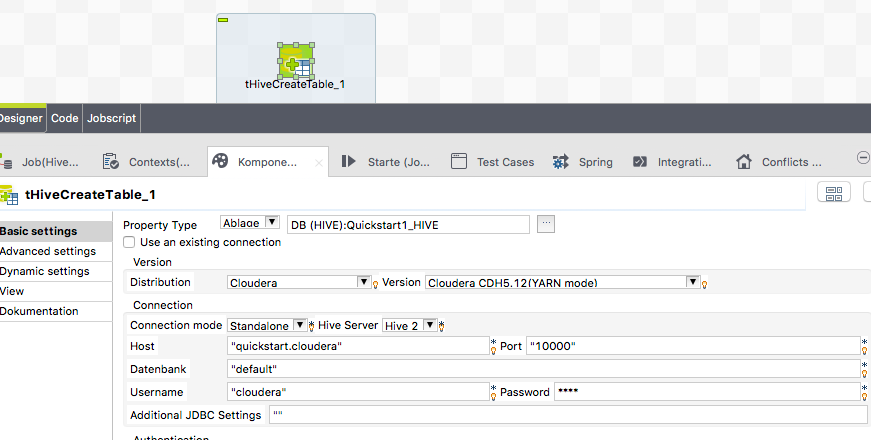 tHiveCreateTable_1
Designer Code Jobscript
Job(Hive... Contexts(... Kompone... Starte (Jo... Test Cases Spring Integrati... Conflicts ...
tHiveCreateTable_1
Basic settings
Advanced settings
Dynamic settings
View
Dokumentation
Property Type Ablage DB (HIVE):Quickstart1_HIVE ...
Use an existing connection
Version
Distribution Cloudera Version Cloudera CDH5.12(YARN mode)
Connection
Connection mode Standalone * Hive Server Hive 2 *
Host "quickstart.cloudera" * Port "10000" *
Datenbank "default" *
Username "cloudera" * Password **** *
Additional JDBC Settings ""
Authentication